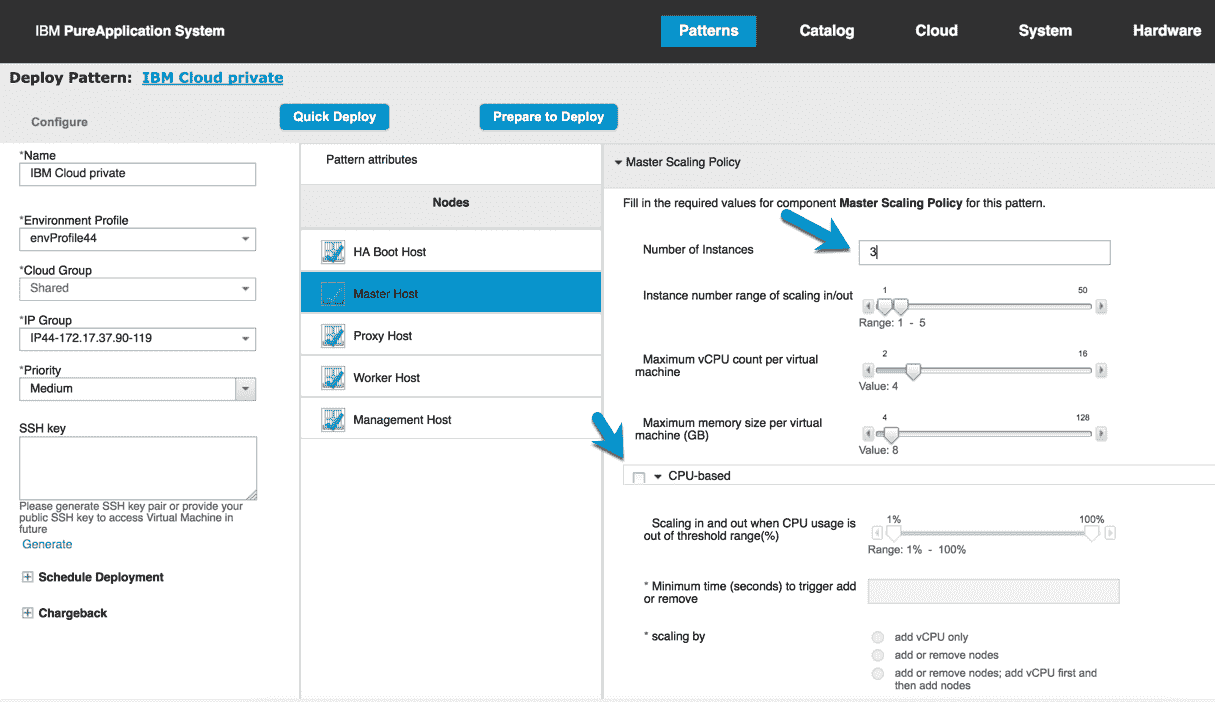 IBM PureApplication System
Patterns
Catalog
Cloud
System
Hardware
Deploy Pattern: IBM Cloud private
Configure
Quick Deploy
Prepare to Deploy
*Name
IBM Cloud private
*Environment Profile
envProfile44
*Cloud Group
Shared
*IP Group
IP44-172.17.37.90-119
*Priority
Medium
SSH key
Please generate SSH key pair or provide your
public SSH key to access Virtual Machine in
future
Generate
Schedule Deployment
Chargeback
Pattern attributes
Nodes
HA Boot Host
Master Host
Proxy Host
Worker Host
Management Host
Master Scaling Policy
Fill in the required values for component Master Scaling Policy for this pattern.
Number of Instances
3
Instance number range of scaling in/out
1
50
Range: 1 - 5
Maximum vCPU count per virtual
machine
2
16
Value: 4
Maximum memory size per virtual
machine (GB)
4
128
Value: 8
CPU-based
Scaling in and out when CPU usage is
out of threshold range(%)
1%
100%
Range: 1% - 100%
* Minimum time (seconds) to trigger add
or remove
* scaling by
add vCPU only
add or remove nodes
add or remove nodes; add vCPU first and
then add nodes